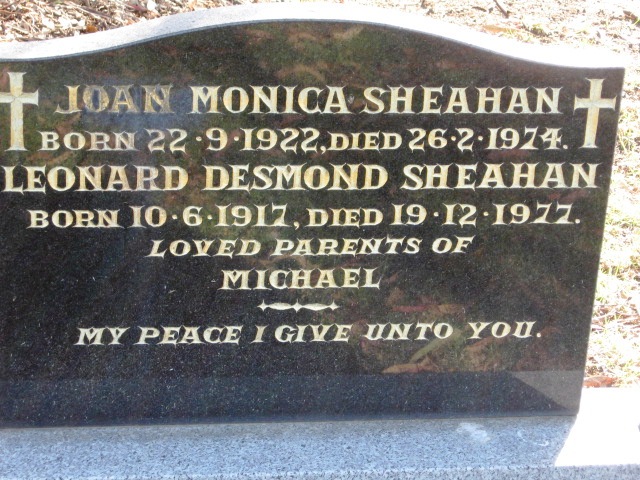 JOAN MONICA SHEAHAN
BORN 22·9·1922, DIED 26·2·1974.
LEONARD DESMOND SHEAHAN
BORN 10·6·1917, DIED 19·12·1977.
LOVED PARENTS OF
MICHAEL
MY PEACE I GIVE UNTO YOU.